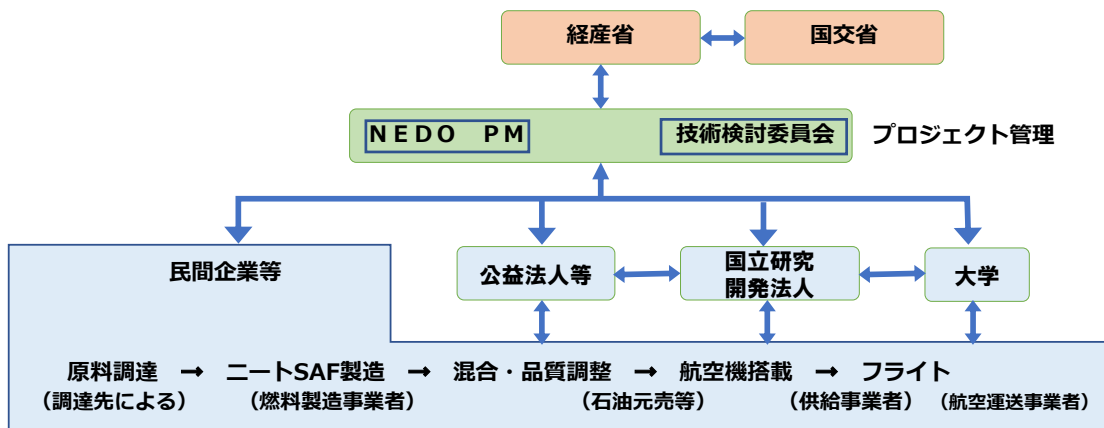 経産省
国交省
NEDO PM
技術検討委員会
プロジェクト管理
民間企業等
公益法人等
国立研究
開発法人
大学
原料調達 → ニートSAF製造 → 混合・品質調整 → 航空機搭載 → フライト
(調達先による) (燃料製造事業者) (石油元売等) (供給事業者) (航空運送事業者)